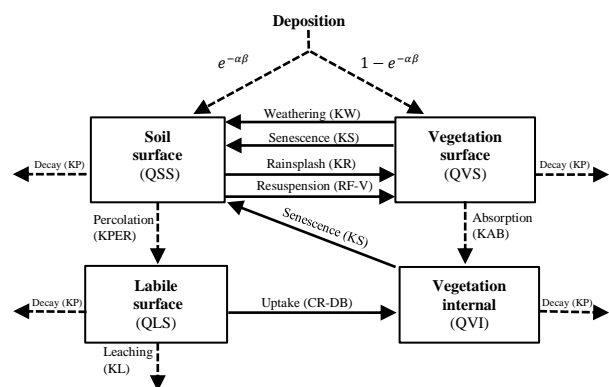 Deposition
e^{-αβ}
1 − e^{-αβ}
Weathering (KW)
Soil
surface
(QSS)
Senescence (KS)
Vegetation
surface
(QVS)
Decay (KP)
Rainsplash (KR)
Decay (KP)
Resuspension (RF-V)
Percolation
(KPER)
Senescence (KS)
Absorption
(KAB)
Labile
surface
(QLS)
Vegetation
internal
(QVI)
Decay (KP)
Uptake (CR-DB)
Decay (KP)
Leaching
(KL)